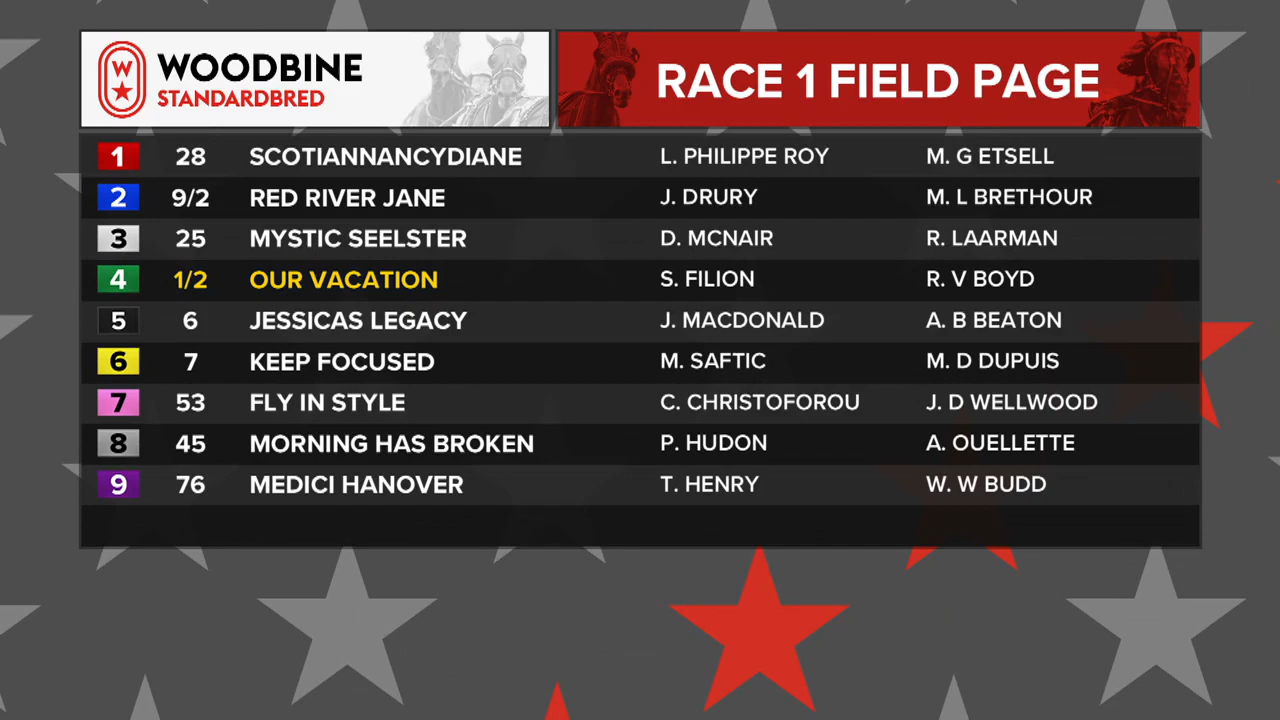 W
WOODBINE
STANDARDBRED
RACE 1 FIELD PAGE
1 28 SCOTIANNANCYDIANE L. PHILIPPE ROY M. G ETSELL
2 9/2 RED RIVER JANE J. DRURY M. L BRETHOUR
3 25 MYSTIC SEELSTER D. MCNAIR R. LAARMAN
4 1/2 OUR VACATION S. FILION R. V BOYD
5 6 JESSICAS LEGACY J. MACDONALD A. B BEATON
6 7 KEEP FOCUSED M. SAFTIC M. D DUPUIS
7 53 FLY IN STYLE C. CHRISTOFOROU J. D WELLWOOD
8 45 MORNING HAS BROKEN P. HUDON A. OUELLETTE
9 76 MEDICI HANOVER T. HENRY W. W BUDD